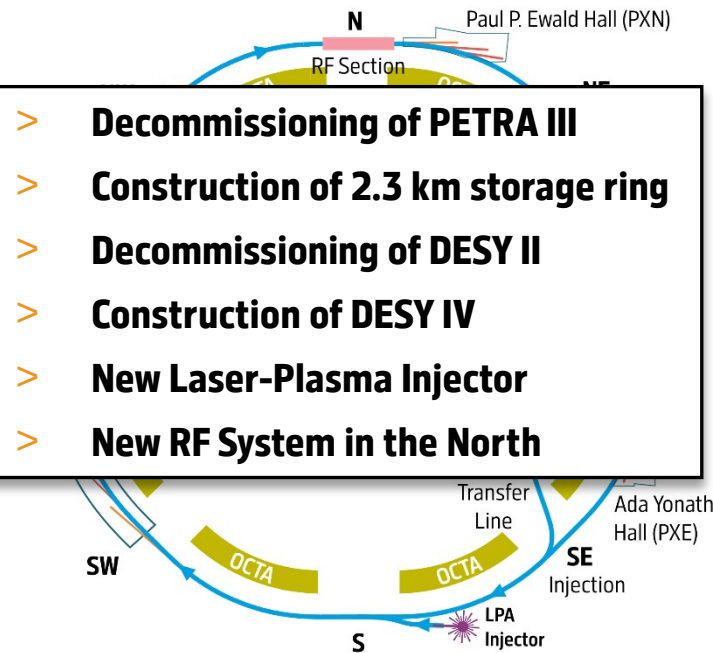 N
Paul P. Ewald Hall (PXN)
RF Section
> Decommissioning of PETRA III
> Construction of 2.3 km storage ring
> Decommissioning of DESY II
> Construction of DESY IV
> New Laser-Plasma Injector
> New RF System in the North
Transfer
Line
Ada Yonath
Hall (PXE)
SW
OCTA
OCTA
SE
Injection
LPA
Injector
S